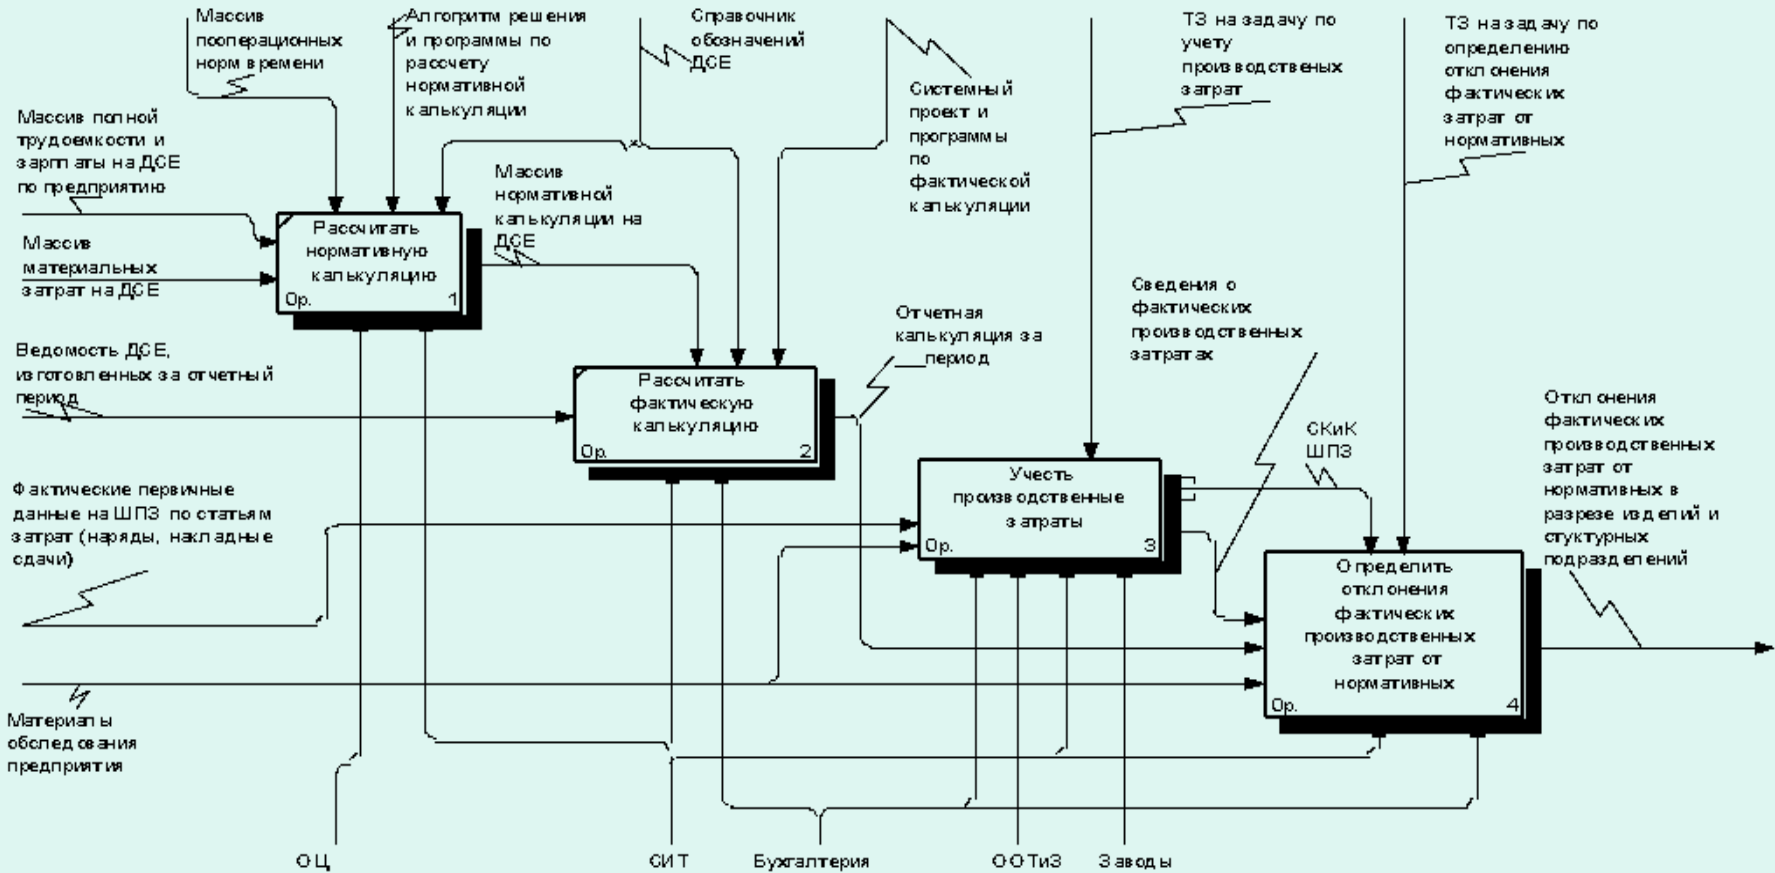 Массив
пооперационных
норм времени
Алгоритм решения
и программы по
рассчету
нормативной
калькуляции
Справочник
обозначений
ДСЕ
Системный
проект и
программы
по
фактической
калькуляции
ТЗ на задачу по
учету
производственых
затрат
ТЗ на задачу по
определению
отклонения
фактических
затрат от
нормативных
Массив полной
трудоемкости и
зарплаты на ДСЕ
по предприятию
Массив
материальных
затрат на ДСЕ
Рассчитать
нормативную
калькуляцию
0р.
1
Массив
нормативной
калькуляции на
ДСЕ
Ведомость ДСЕ,
изготовленных за отчетный
период
Рассчитать
фактическую
калькуляцию
0р.
2
Отчетная
калькуляция за
период
Сведения о
фактических
производственных
затратах
СКиК
ШПЗ
Отклонения
фактических
производственных
затрат от
нормативных в
разрезе изделий и
стуктурных
подразделений
Фактические первичные
данные на ШПЗ по статьям
затрат (наряды, накладные
сдачи)
Учесть
производственные
затраты
0р.
3
Определить
отклонения
фактических
производственных
затрат от
нормативных
0р.
4
Материалы
обследования
предприятия
ОЦ
СИТ
Бухгалтерия
ООТиЗ
Заводы